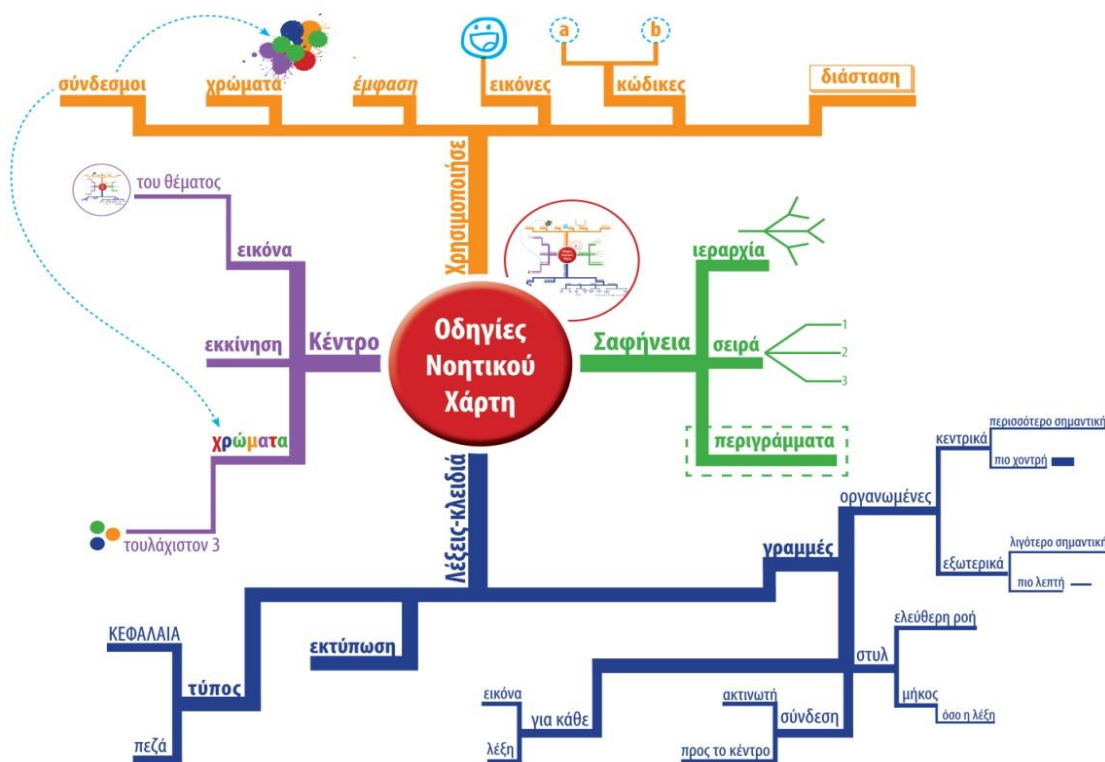 a
b
σύνδεσμοι
χρώματα
έμφαση
εικόνες
κώδικες
διάσταση
Χρησιμοποιήσε
του θέματος
εικόνα
εκκίνηση
Κέντρο
χρώματα
τουλάχιστον 3
Οδηγίες
Νοητικού
Χάρτη
Σαφήνεια
ιεραρχία
σειρά
1
2
3
περιγράμματα
Λέξεις-κλειδιά
γραμμές
οργανωμένες
κεντρικά
περισσότερο σημαντική
πιο χοντρή
εξωτερικά
λιγότερο σημαντική
πιο λεπτή
στυλ
ελεύθερη ροή
μήκος
όσο η λέξη
σύνδεση
ακτινωτή
προς το κέντρο
για κάθε
εικόνα
λέξη
εκτύπωση
τύπος
ΚΕΦΑΛΑΙΑ
πεζά